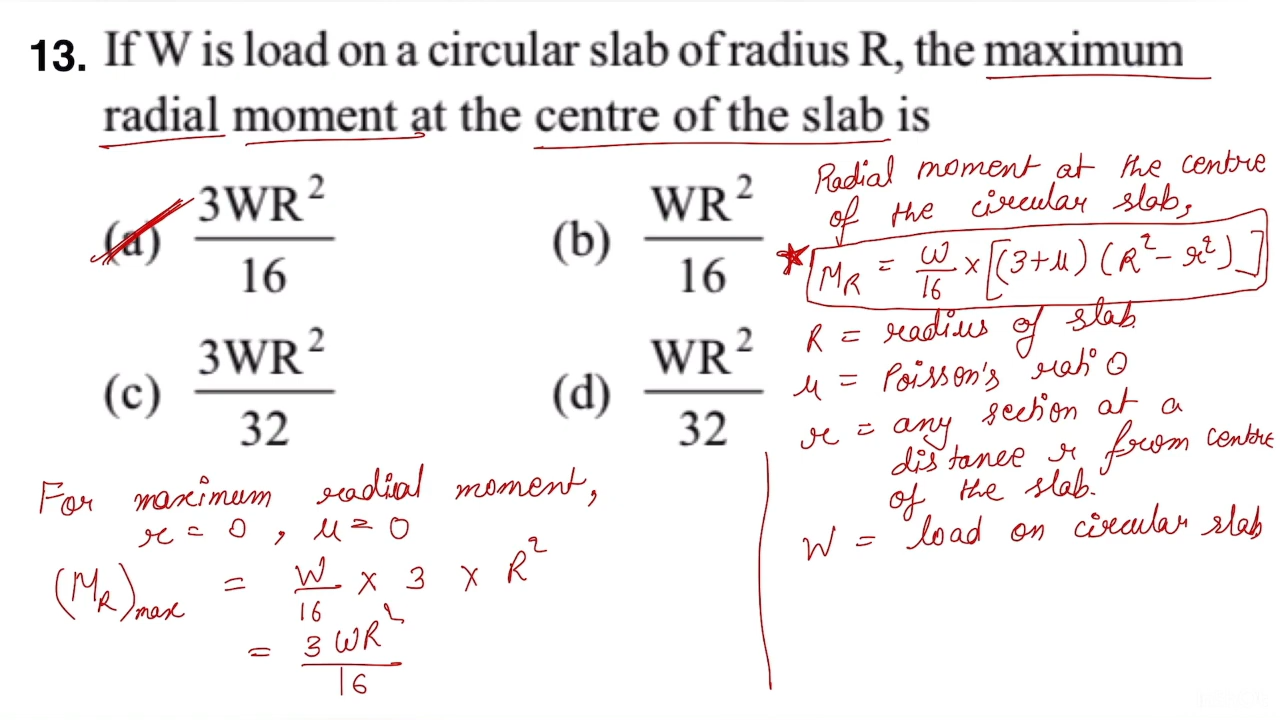 13. If W is load on a circular slab of radius R, the maximum
radial moment at the centre of the slab is
(a) 3WR²/16
(b) WR²/16
(c) 3WR²/32
(d) WR²/32
Radial moment at the centre
of the circular slab,
M_R = W/16 × [(3+μ) (R² − r²)]
R = radius of slab
μ = Poisson's ratio
r = any section at a
distance r from centre
of the slab.
W = load on circular slab
For maximum radial moment,
r = 0, μ = 0
(M_R)max = W/16 × 3 × R²
= 3WR²/16